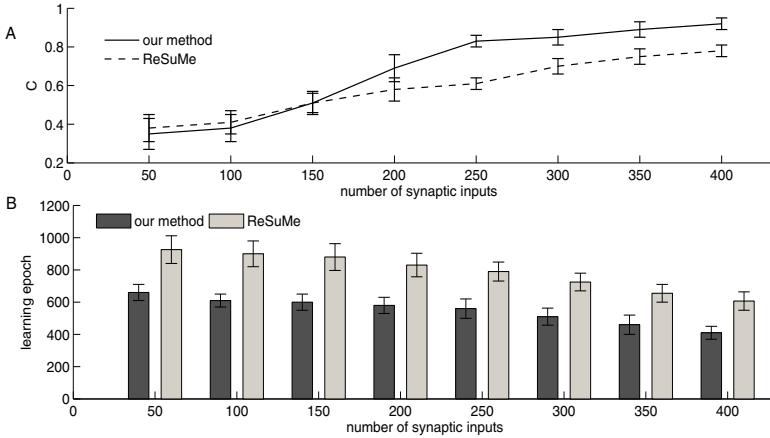 A
1
0.8
0.6
0.4
0.2
C
our method
ReSuMe
0 50 100 150 200 250 300 350 400
number of synaptic inputs
B
1200
1000
800
600
400
200
0
learning epoch
our method ReSuMe
0 50 100 150 200 250 300 350 400
number of synaptic inputs